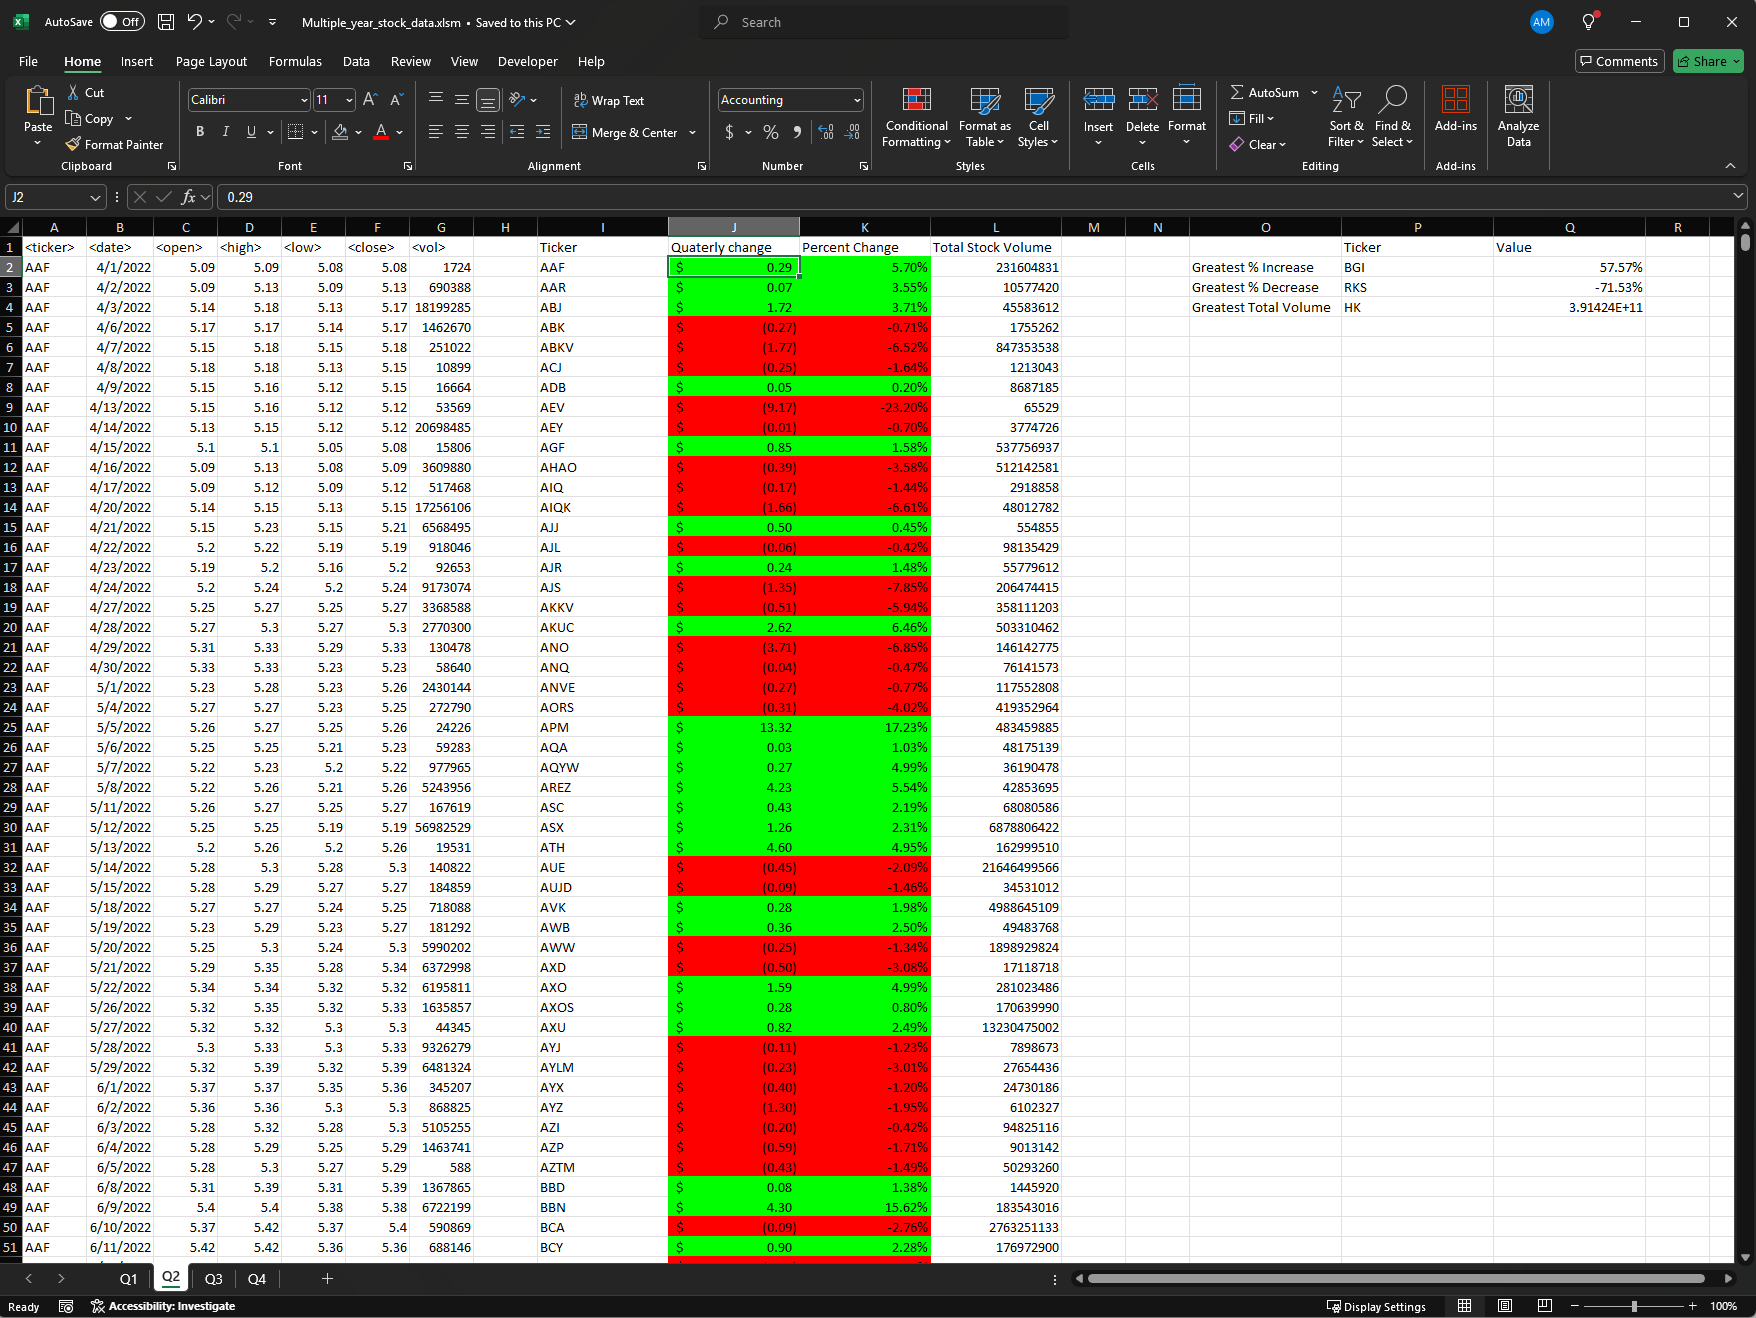 AutoSave Off Multiple_year_stock_data.xlsm • Saved to this PC Search AM
File Home Insert Page Layout Formulas Data Review View Developer Help Comments Share
Paste Cut Copy Format Painter Clipboard
Calibri 11 B I U Font
Wrap Text Merge & Center Alignment
Accounting $ % Number
Conditional Formatting Format as Table Cell Styles Styles
Insert Delete Format Cells
AutoSum Fill Clear Sort & Filter Find & Select Editing
Add-ins Add-ins
Analyze Data
J2 fx 0.29
A B C D E F G H I J K L M N O P Q R
1 <ticker> <date> <open> <high> <low> <close> <vol> Ticker Quaterly change Percent Change Total Stock Volume Ticker Value
2 AAF 4/1/2022 5.09 5.09 5.08 5.08 1724 AAF $ 0.29 5.70% 231604831 Greatest % Increase BGI 57.57%
3 AAF 4/2/2022 5.09 5.13 5.09 5.13 690388 AAR $ 0.07 3.55% 10577420 Greatest % Decrease RKS -71.53%
4 AAF 4/3/2022 5.14 5.18 5.13 5.17 18199285 ABJ $ 1.72 3.71% 45583612 Greatest Total Volume HK 3.91424E+11
5 AAF 4/6/2022 5.17 5.17 5.14 5.17 1462670 ABK $ (0.27) -0.71% 1755262
6 AAF 4/7/2022 5.15 5.18 5.15 5.18 251022 ABKV $ (1.77) -6.52% 847353538
7 AAF 4/8/2022 5.18 5.18 5.13 5.15 10899 ACJ $ (0.25) -1.64% 1213043
8 AAF 4/9/2022 5.15 5.16 5.12 5.15 16664 ADB $ 0.05 0.20% 8687185
9 AAF 4/13/2022 5.15 5.16 5.12 5.12 53569 AEV $ (9.17) -23.20% 65529
10 AAF 4/14/2022 5.13 5.15 5.12 5.12 20698485 AEY $ (0.01) -0.70% 3774726
11 AAF 4/15/2022 5.1 5.1 5.05 5.08 15806 AGF $ 0.85 1.58% 537756937
12 AAF 4/16/2022 5.09 5.13 5.08 5.09 3609880 AHAO $ (0.39) -3.58% 512142581
13 AAF 4/17/2022 5.09 5.12 5.09 5.12 517468 AIQ $ (0.17) -1.44% 2918858
14 AAF 4/20/2022 5.14 5.15 5.13 5.15 17256106 AIQK $ (1.66) -6.61% 48012782
15 AAF 4/21/2022 5.15 5.23 5.15 5.21 6568495 AJJ $ 0.50 0.45% 554855
16 AAF 4/22/2022 5.2 5.22 5.19 5.19 918046 AJL $ (0.06) -0.42% 98135429
17 AAF 4/23/2022 5.19 5.2 5.16 5.2 92653 AJR $ 0.24 1.48% 55779612
18 AAF 4/24/2022 5.2 5.24 5.2 5.24 9173074 AJS $ (1.35) -7.85% 206474415
19 AAF 4/27/2022 5.25 5.27 5.25 5.27 3368588 AKKV $ (0.51) -5.94% 358111203
20 AAF 4/28/2022 5.27 5.3 5.27 5.3 2770300 AKUC $ 2.62 6.46% 503310462
21 AAF 4/29/2022 5.31 5.33 5.29 5.33 130478 ANO $ (3.71) -6.85% 146142775
22 AAF 4/30/2022 5.33 5.33 5.23 5.23 58640 ANQ $ (0.04) -0.47% 76141573
23 AAF 5/1/2022 5.23 5.28 5.23 5.26 2430144 ANVE $ (0.27) -0.77% 117552808
24 AAF 5/4/2022 5.27 5.27 5.23 5.25 272790 AORS $ (0.31) -4.02% 419352964
25 AAF 5/5/2022 5.26 5.27 5.25 5.26 24226 APM $ 13.32 17.23% 483459885
26 AAF 5/6/2022 5.25 5.25 5.21 5.23 59283 AQA $ 0.03 1.03% 48175139
27 AAF 5/7/2022 5.22 5.23 5.2 5.22 977965 AQYW $ 0.27 4.99% 36190478
28 AAF 5/8/2022 5.22 5.26 5.21 5.26 5243956 AREZ $ 4.23 5.54% 42853695
29 AAF 5/11/2022 5.26 5.27 5.25 5.27 167619 ASC $ 0.43 2.19% 68080586
30 AAF 5/12/2022 5.25 5.25 5.19 5.19 56982529 ASX $ 1.26 2.31% 6878806422
31 AAF 5/13/2022 5.2 5.26 5.2 5.26 19531 ATH $ 4.60 4.95% 162999510
32 AAF 5/14/2022 5.28 5.3 5.28 5.3 140822 AUE $ (0.45) -2.09% 21646499566
33 AAF 5/15/2022 5.28 5.29 5.27 5.27 184859 AUJD $ (0.09) -1.46% 34531012
34 AAF 5/18/2022 5.27 5.27 5.24 5.25 718088 AVK $ 0.28 1.98% 4988645109
35 AAF 5/19/2022 5.23 5.29 5.23 5.27 181292 AWB $ 0.36 2.50% 49483768
36 AAF 5/20/2022 5.25 5.3 5.24 5.3 5990202 AWW $ (0.25) -1.34% 1898929824
37 AAF 5/21/2022 5.29 5.35 5.28 5.34 6372998 AXD $ (0.50) -3.08% 17118718
38 AAF 5/22/2022 5.34 5.34 5.32 5.32 6195811 AXO $ 1.59 4.99% 281023486
39 AAF 5/26/2022 5.32 5.35 5.32 5.33 1635857 AXOS $ 0.28 0.80% 170639990
40 AAF 5/27/2022 5.32 5.32 5.3 5.3 44345 AXU $ 0.82 2.49% 13230475002
41 AAF 5/28/2022 5.3 5.33 5.3 5.33 9326279 AYJ $ (0.11) -1.23% 7898673
42 AAF 5/29/2022 5.32 5.39 5.32 5.39 6481324 AYLM $ (0.23) -3.01% 27654436
43 AAF 6/1/2022 5.37 5.37 5.35 5.36 345207 AYX $ (0.40) -1.20% 24730186
44 AAF 6/2/2022 5.36 5.36 5.3 5.3 868825 AYZ $ (1.30) -1.95% 6102327
45 AAF 6/3/2022 5.28 5.32 5.28 5.3 5105255 AZI $ (0.20) -0.42% 94825116
46 AAF 6/4/2022 5.28 5.29 5.25 5.29 1463741 AZP $ (0.59) -1.71% 9013142
47 AAF 6/5/2022 5.28 5.3 5.27 5.29 588 AZTM $ (0.43) -1.49% 50293260
48 AAF 6/8/2022 5.31 5.39 5.31 5.39 1367865 BBD $ 0.08 1.38% 1445920
49 AAF 6/9/2022 5.4 5.4 5.38 5.38 6722199 BBN $ 4.30 15.62% 183543016
50 AAF 6/10/2022 5.37 5.42 5.37 5.4 590869 BCA $ (0.09) -2.76% 2763251133
51 AAF 6/11/2022 5.42 5.42 5.36 5.36 688146 BCY $ 0.90 2.28% 176972900
Q1 Q2 Q3 Q4
Ready Accessibility: Investigate Display Settings 100%